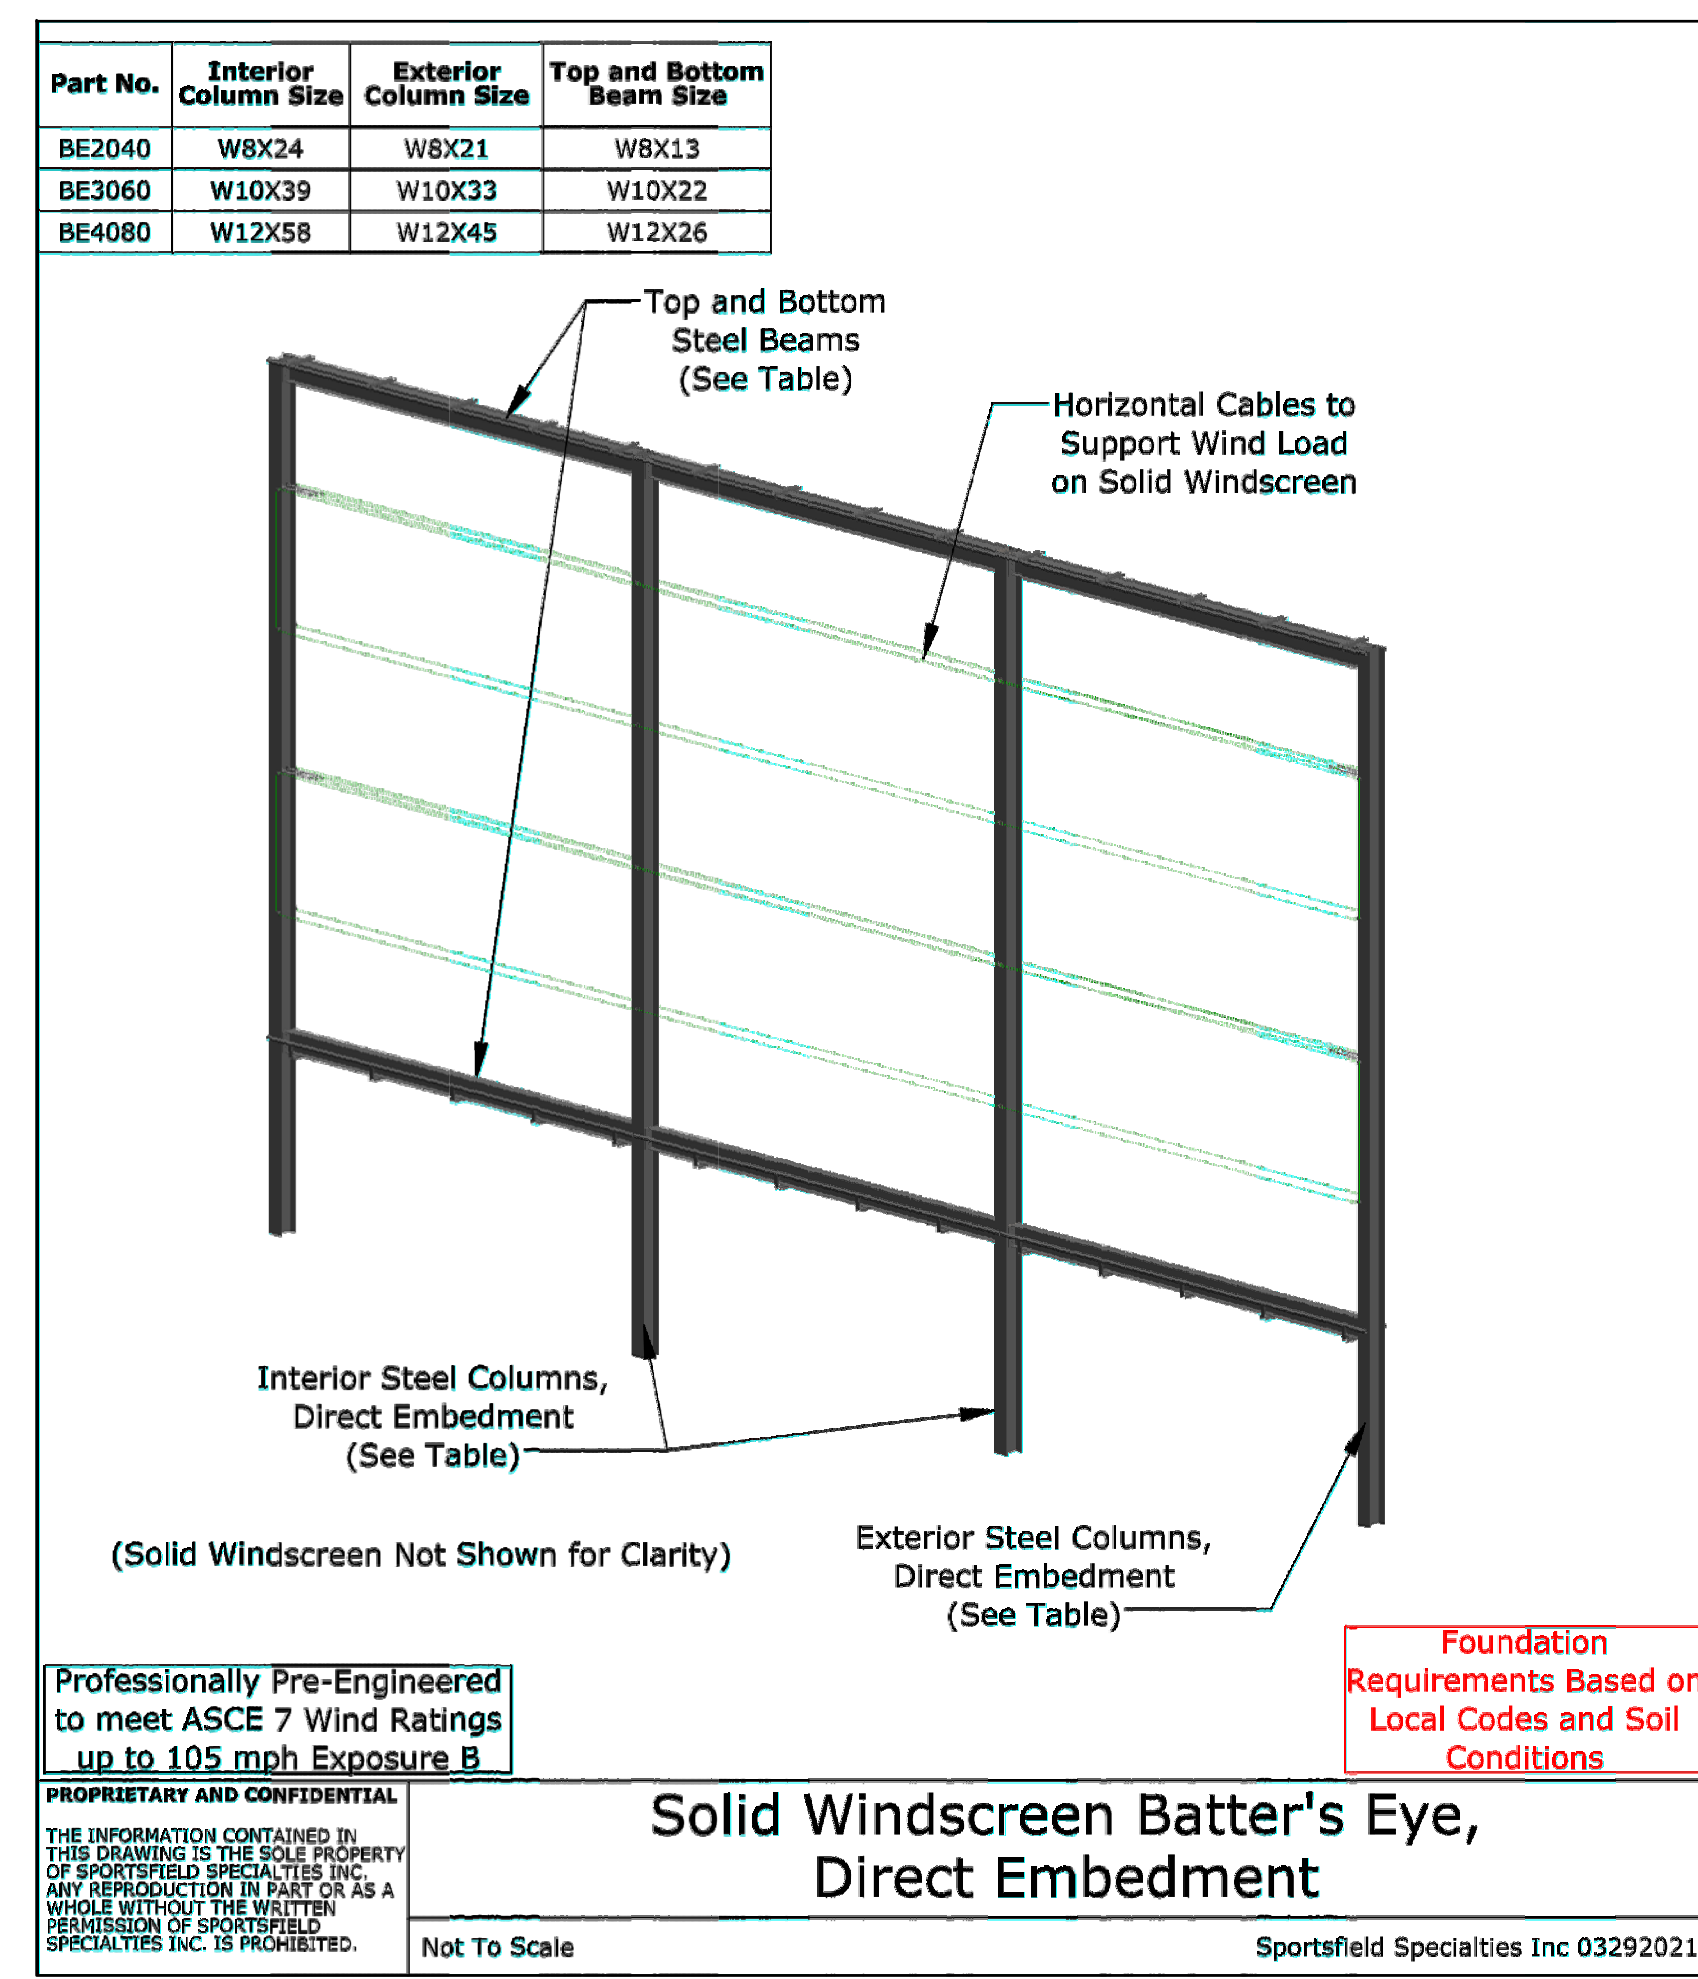 Part No. Interior Column Size Exterior Column Size Top and Bottom Beam Size
BE2040 W8X24 W8X21 W8X13
BE3060 W10X39 W10X33 W10X22
BE4080 W12X58 W12X45 W12X26
Top and Bottom
Steel Beams
(See Table)
Horizontal Cables to
Support Wind Load
on Solid Windscreen
Interior Steel Columns,
Direct Embedment
(See Table)
(Solid Windscreen Not Shown for Clarity)
Exterior Steel Columns,
Direct Embedment
(See Table)
Foundation
Requirements Based on
Local Codes and Soil
Conditions
Professionally Pre-Engineered
to meet ASCE 7 Wind Ratings
up to 105 mph Exposure B
PROPRIETARY AND CONFIDENTIAL
THE INFORMATION CONTAINED IN
THIS DRAWING IS THE SOLE PROPERTY
OF SPORTSFIELD SPECIALTIES INC.
ANY REPRODUCTION IN PART OR AS A
WHOLE WITHOUT THE WRITTEN
PERMISSION OF SPORTSFIELD
SPECIALTIES INC. IS PROHIBITED.
Solid Windscreen Batter's Eye,
Direct Embedment
Not To Scale
Sportsfield Specialties Inc 03292021